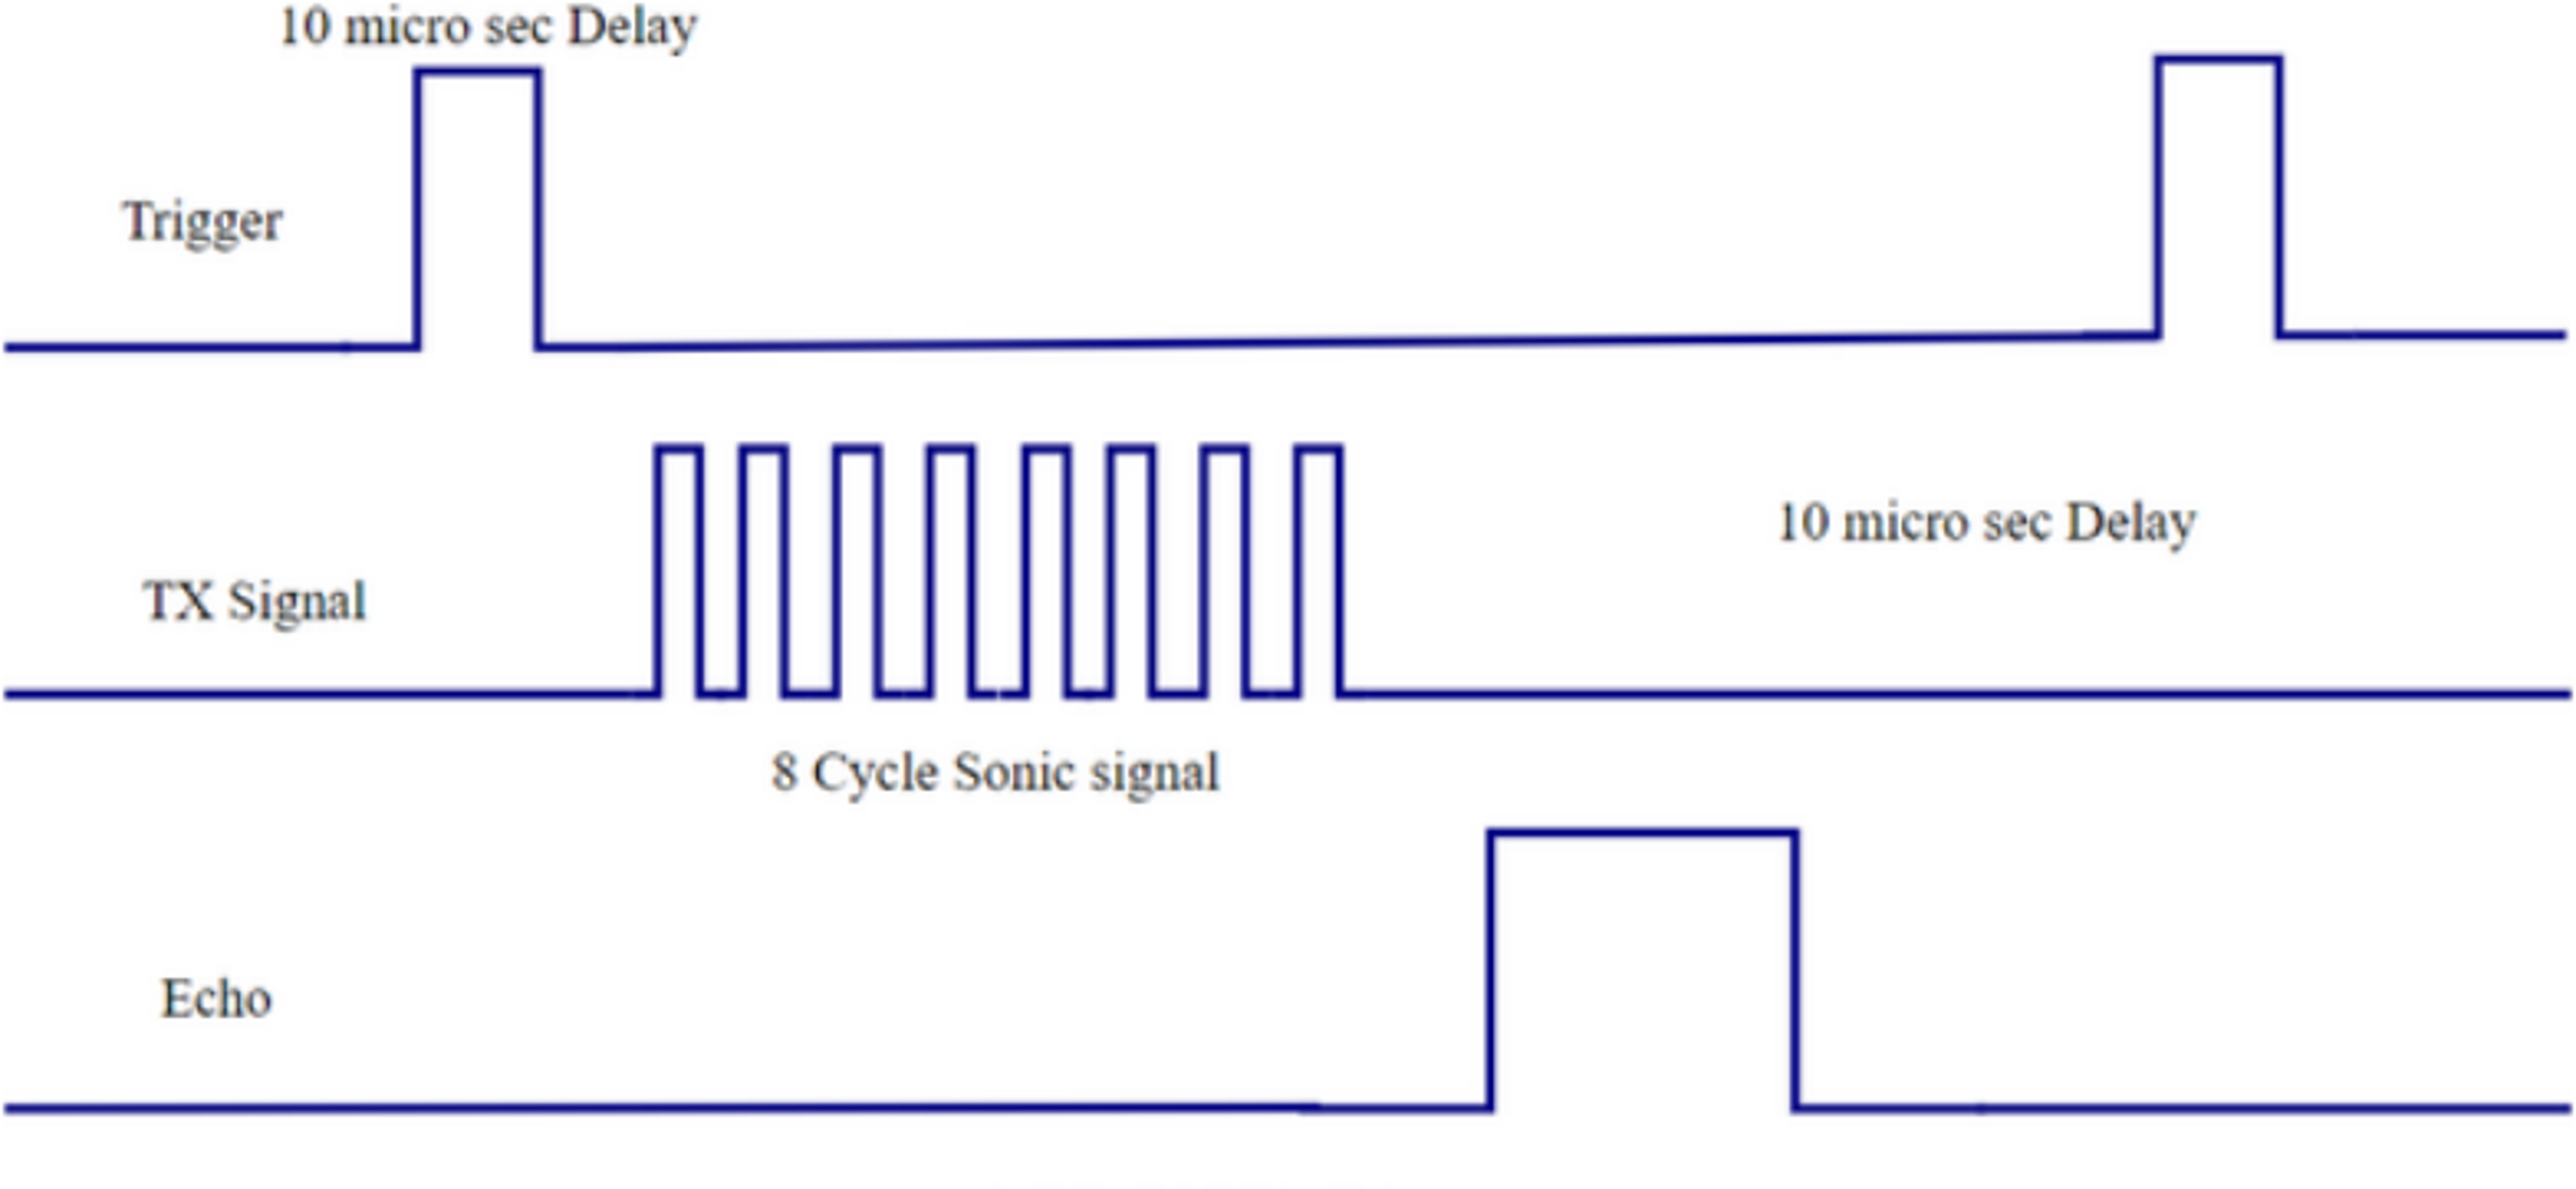 10 micro sec Delay
Trigger
10 micro sec Delay
TX Signal
8 Cycle Sonic signal
Echo